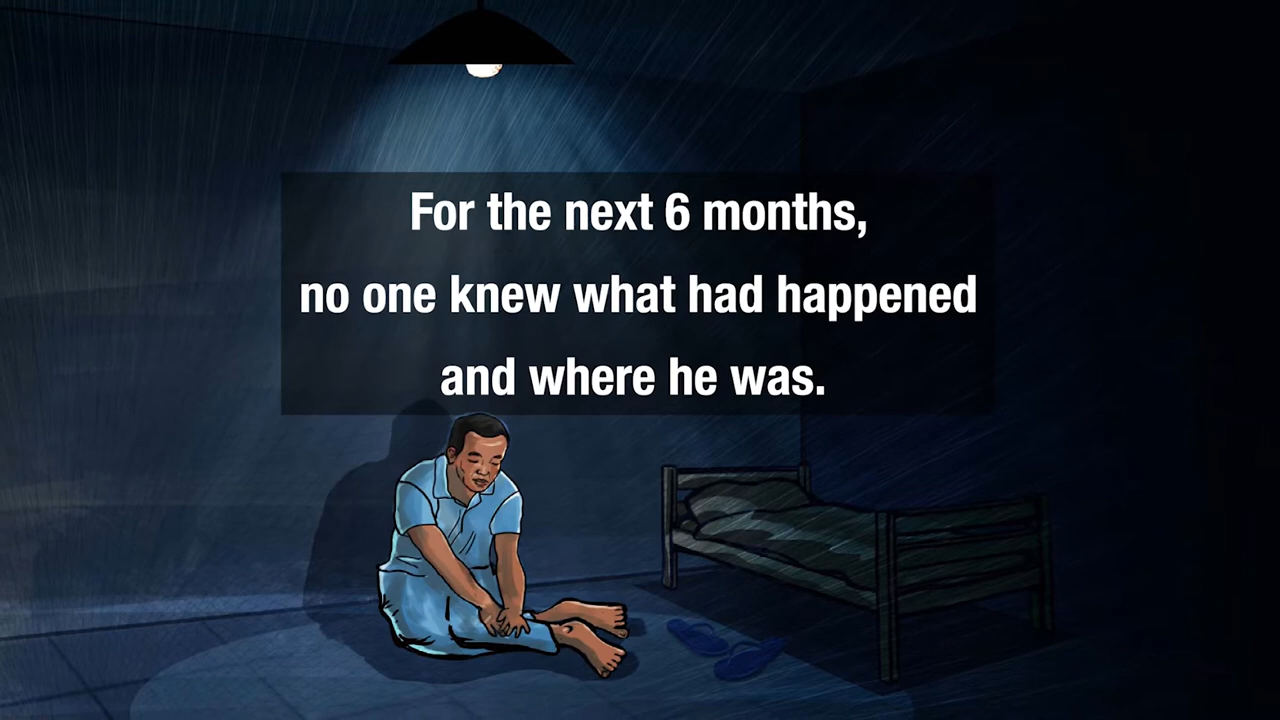 For the next 6 months,
no one knew what had happened
and where he was.